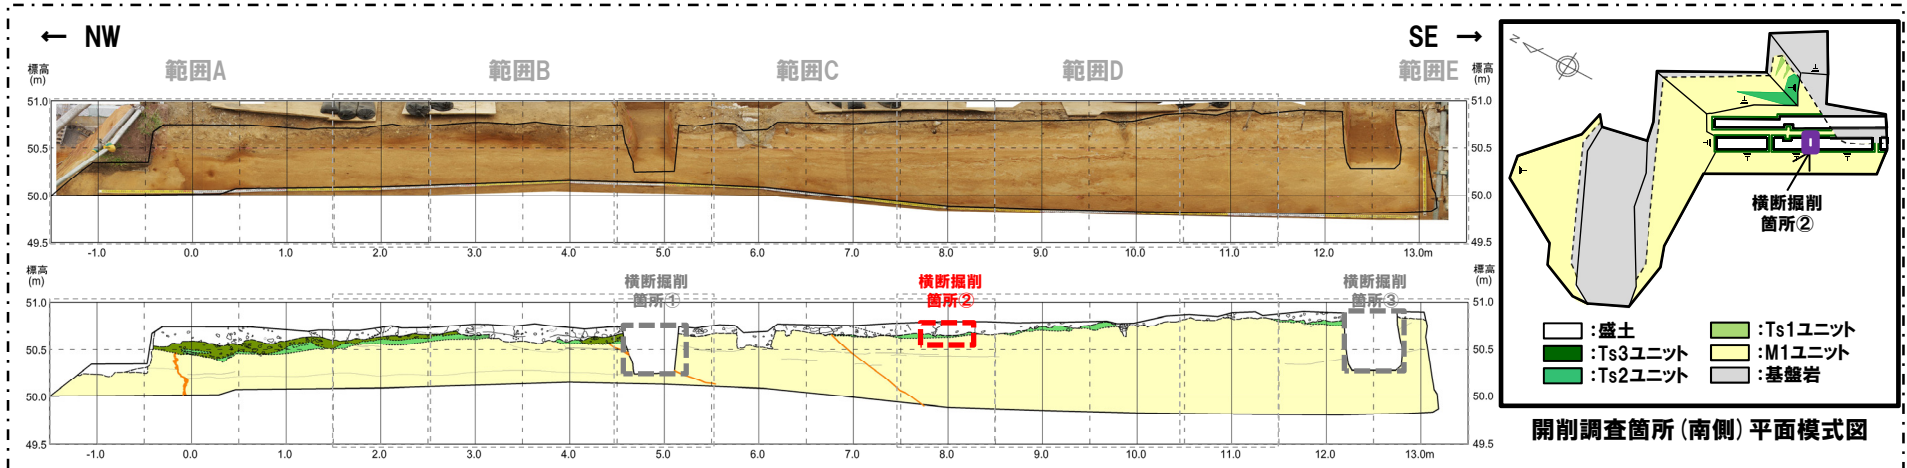 ← NW
SE →
範囲A
範囲B
範囲C
範囲D
範囲E
標高
(m)
標高
(m)
51.0
50.5
50.0
49.5
51.0
50.5
50.0
49.5
-1.0 0.0 1.0 2.0 3.0 4.0 5.0 6.0 7.0 8.0 9.0 10.0 11.0 12.0 13.0m
標高
(m)
標高
(m)
横断掘削
箇所①
横断掘削
箇所②
横断掘削
箇所③
51.0
50.5
50.0
49.5
51.0
50.5
50.0
49.5
-1.0 0.0 1.0 2.0 3.0 4.0 5.0 6.0 7.0 8.0 9.0 10.0 11.0 12.0 13.0m
N
横断掘削
箇所②
:盛土
:Ts3ユニット
:Ts2ユニット
:Ts1ユニット
:M1ユニット
:基盤岩
開削調査箇所(南側)平面模式図